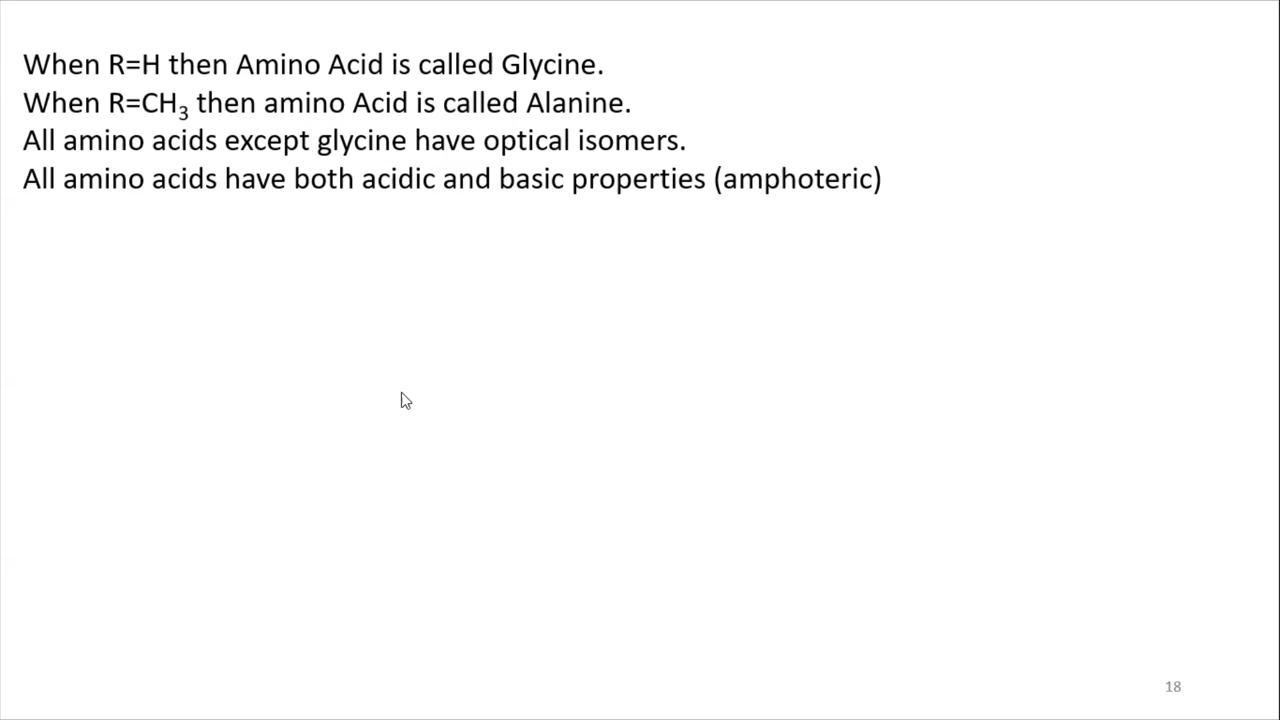 When R=H then Amino Acid is called Glycine.
When R=CH₃ then amino Acid is called Alanine.
All amino acids except glycine have optical isomers.
All amino acids have both acidic and basic properties (amphoteric)
18